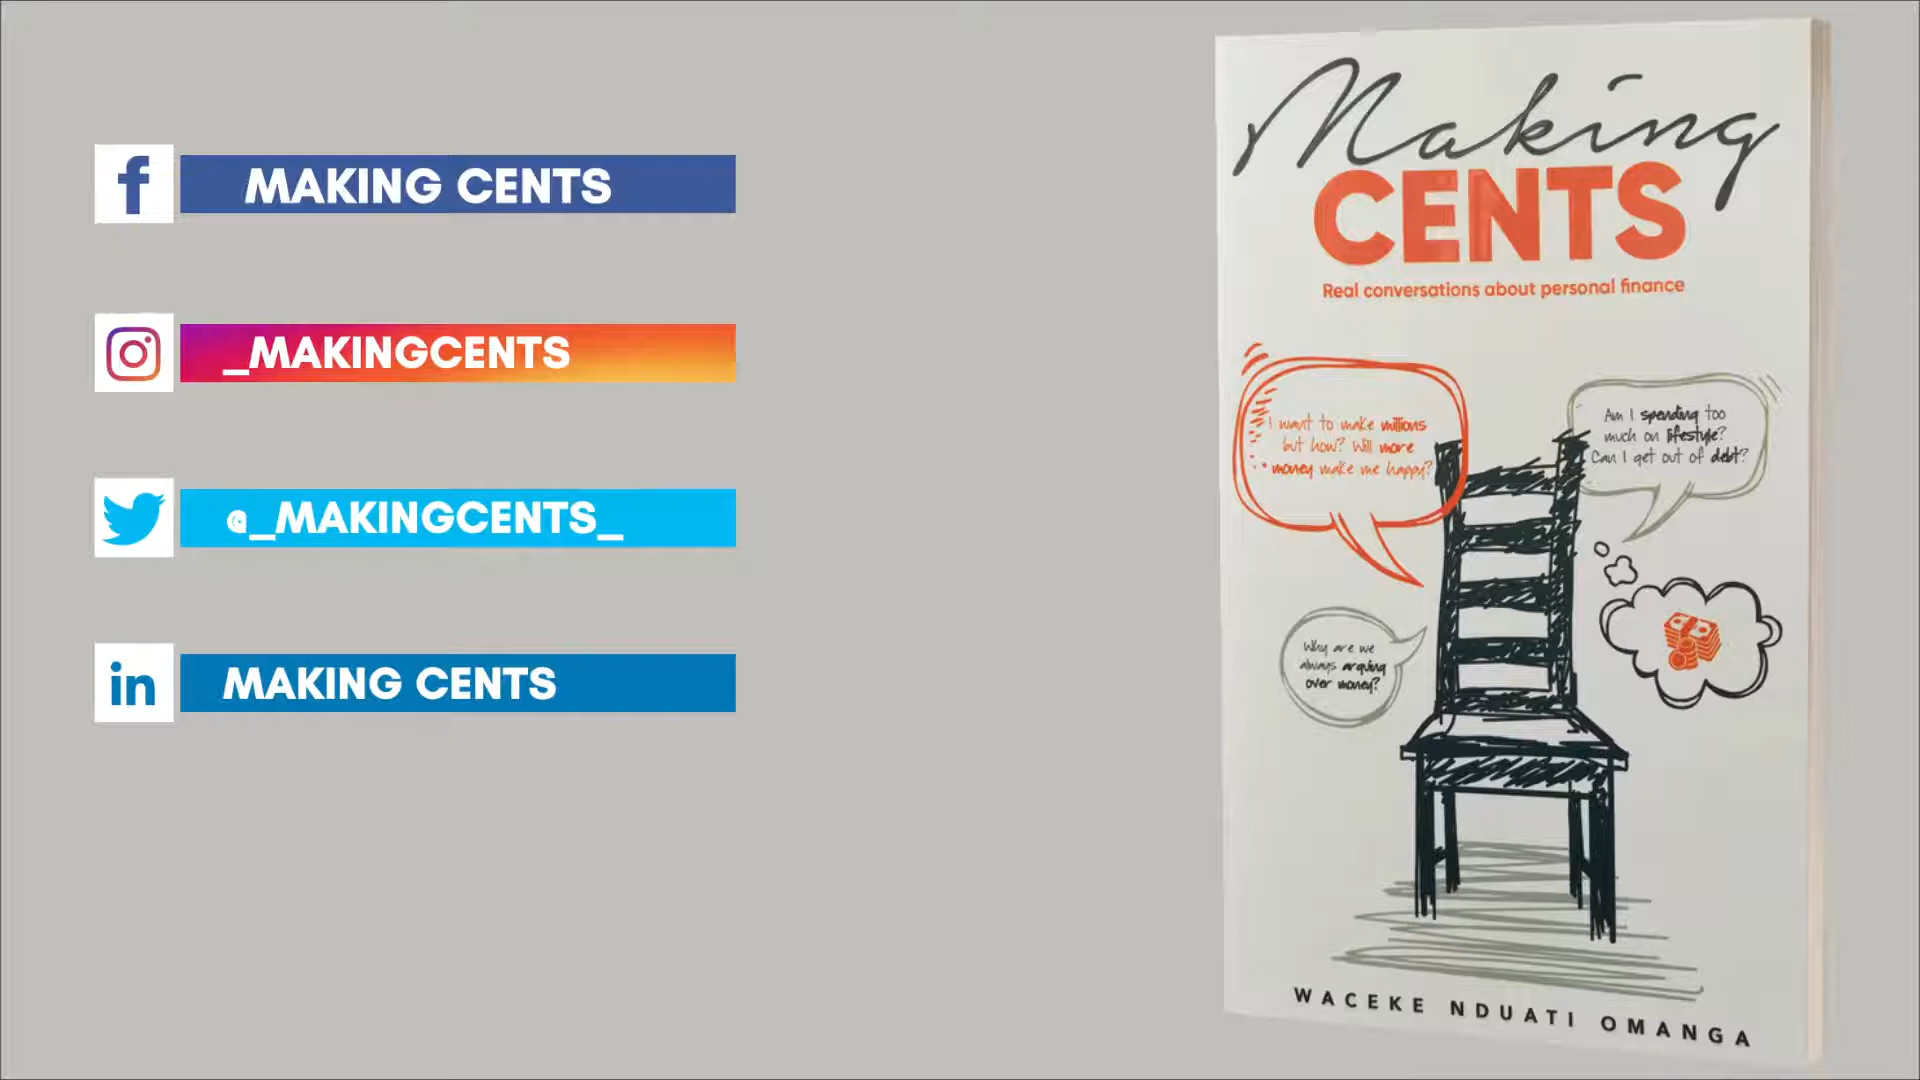 MAKING CENTS
_MAKINGCENTS
@_MAKINGCENTS_
in
MAKING CENTS
Making
CENTS
Real conversations about personal finance
I want to make millions
but how? Will more
money make me happy?
Am I spending too
much on lifestyle?
Can I get out of debt?
Why are we
always arguing
over money?
WACEKE NDUATI OMANGA